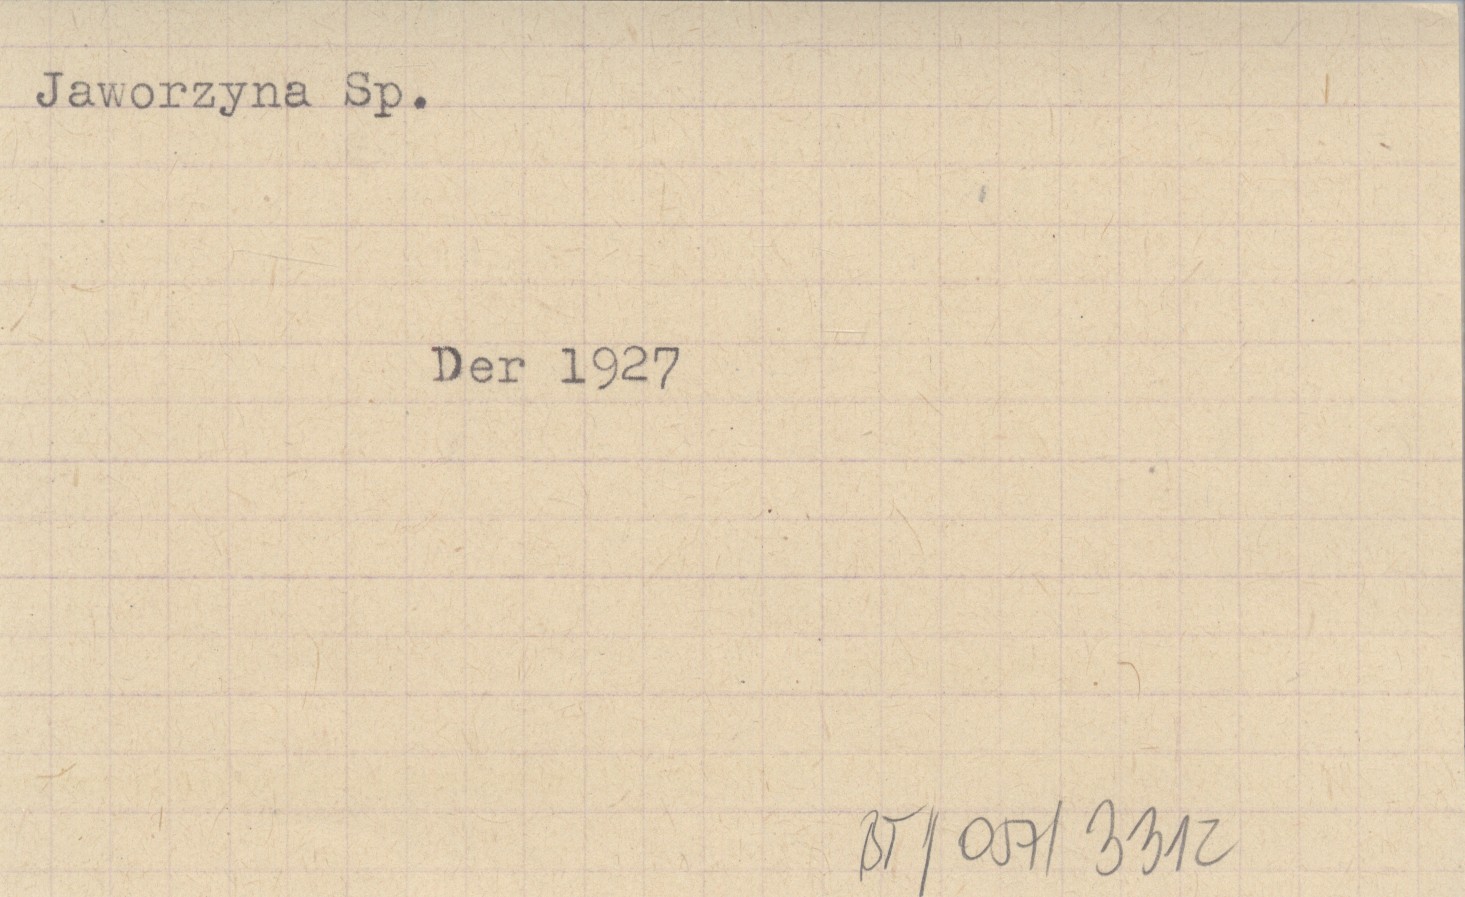 Jaworzyna Sp.
Der 1927
BT/057/3312